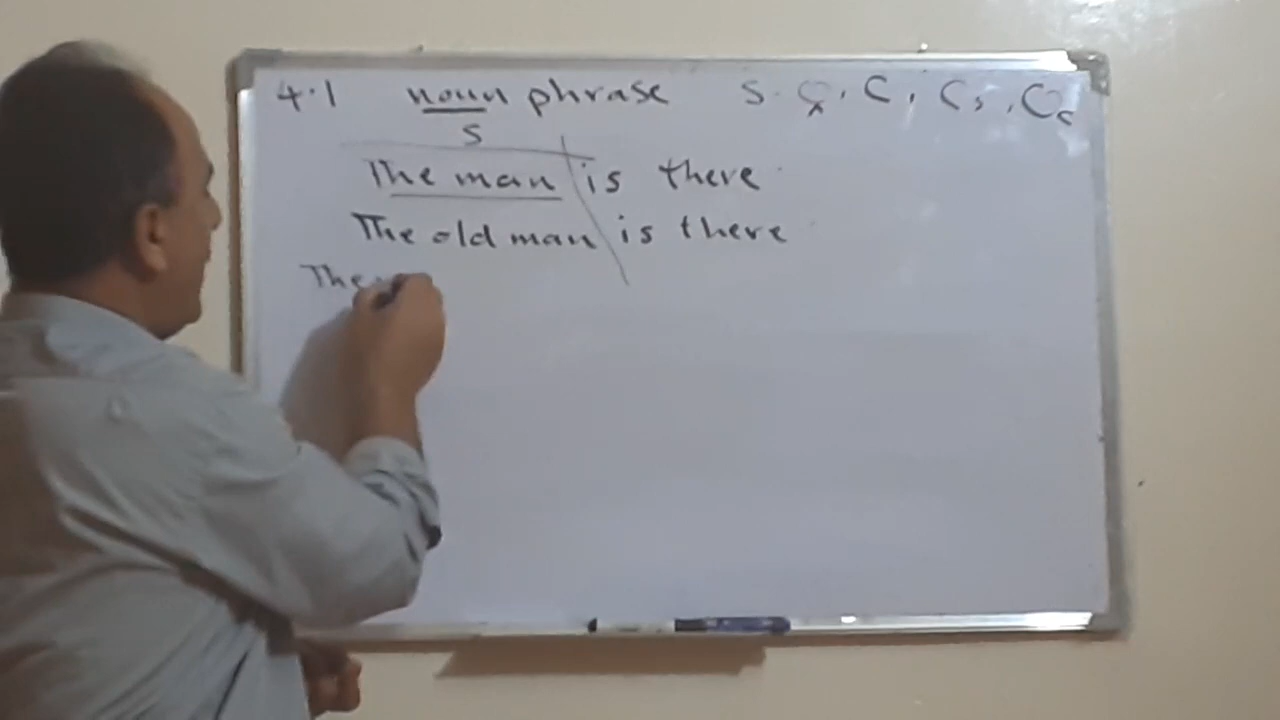 4.1 noun phrase S. C, Cs, Co
S
The man is there
The old man is there
The